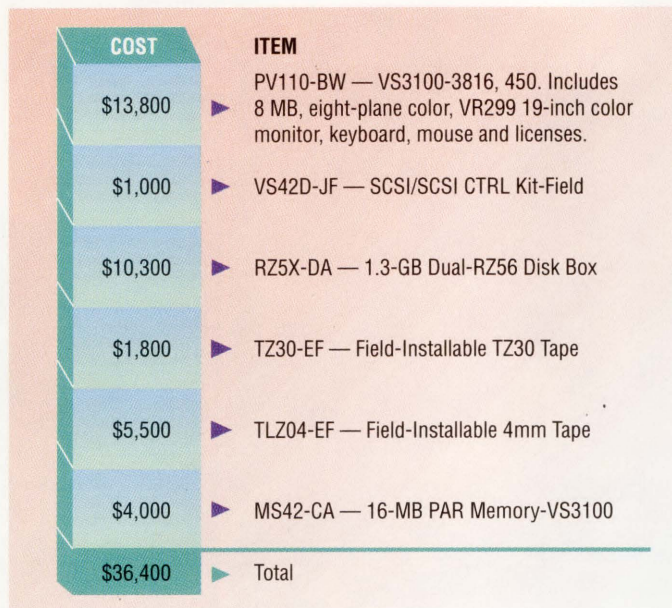 COST ITEM
$13,800 PV110-BW — VS3100-3816, 450. Includes
8 MB, eight-plane color, VR299 19-inch color
monitor, keyboard, mouse and licenses.
$1,000 VS42D-JF — SCSI/SCSI CTRL Kit-Field
$10,300 RZ5X-DA — 1.3-GB Dual-RZ56 Disk Box
$1,800 TZ30-EF — Field-Installable TZ30 Tape
$5,500 TLZ04-EF — Field-Installable 4mm Tape
$4,000 MS42-CA — 16-MB PAR Memory-VS3100
$36,400 Total